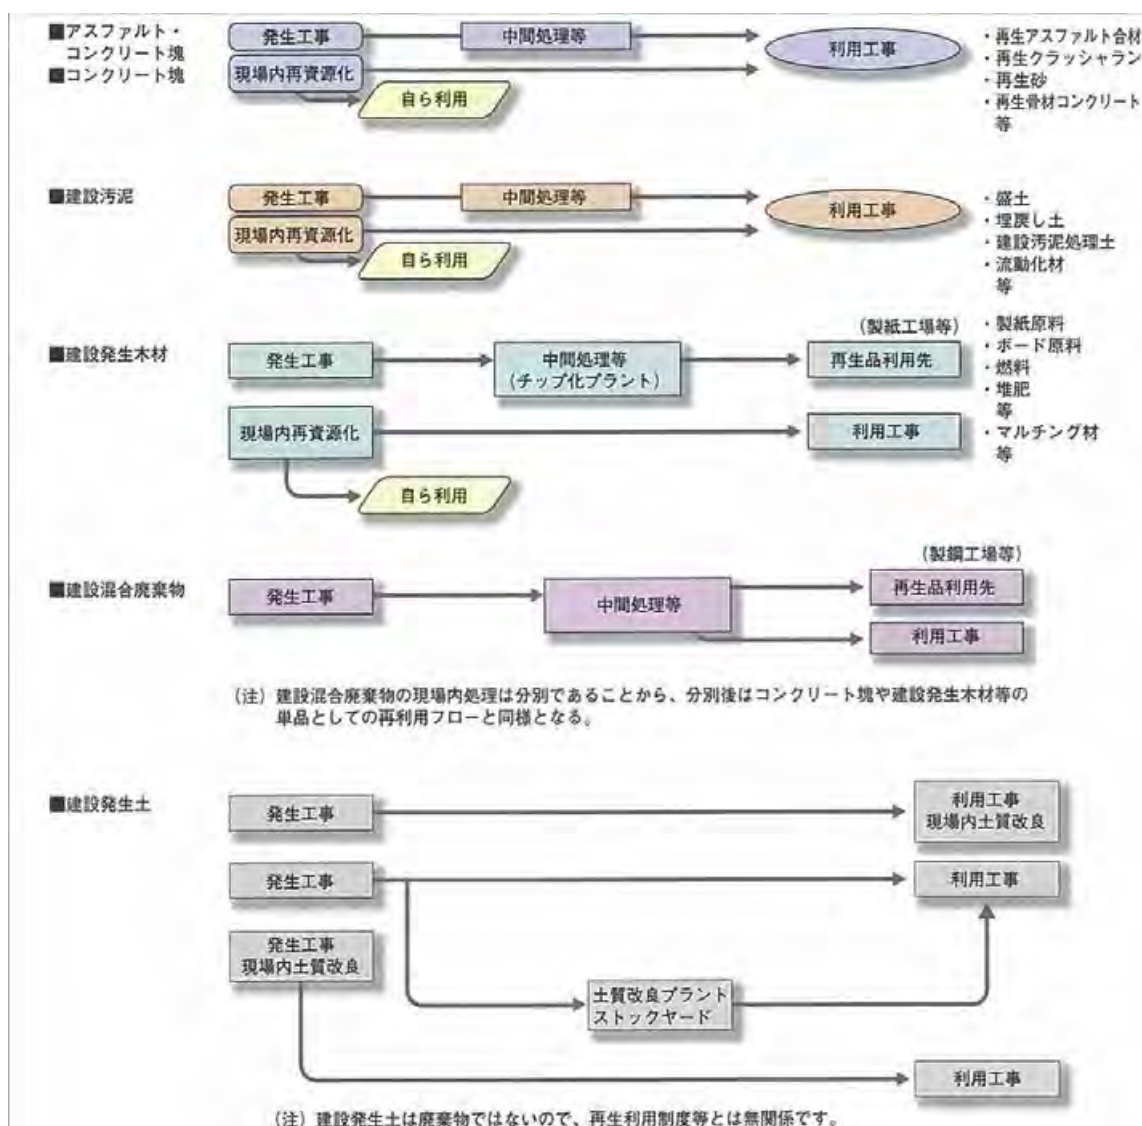 ■アスファルト・
コンクリート塊
■コンクリート塊
発生工事
中間処理等
利用工事
現場内再資源化
自ら利用
・再生アスファルト合材
・再生クラッシャラン
・再生砂
・再生骨材コンクリート
等
■建設汚泥
発生工事
中間処理等
利用工事
現場内再資源化
自ら利用
・盛土
・埋戻し土
・建設汚泥処理土
・流動化材
等
■建設発生木材
発生工事
中間処理等
(チップ化プラント)
(製紙工場等)
再生品利用先
・製紙原料
・ボード原料
・燃料
・堆肥
等
現場内再資源化
利用工事
・マルチング材
等
自ら利用
■建設混合廃棄物
発生工事
中間処理等
(製鋼工場等)
再生品利用先
利用工事
(注) 建設混合廃棄物の現場内処理は分別であることから、分別後はコンクリート塊や建設発生木材等の
単品としての再利用フローと同様となる。
■建設発生土
発生工事
利用工事
現場内土質改良
発生工事
利用工事
発生工事
現場内土質改良
土質改良プラント
ストックヤード
利用工事
(注) 建設発生土は廃棄物ではないので、再生利用制度等とは無関係です。